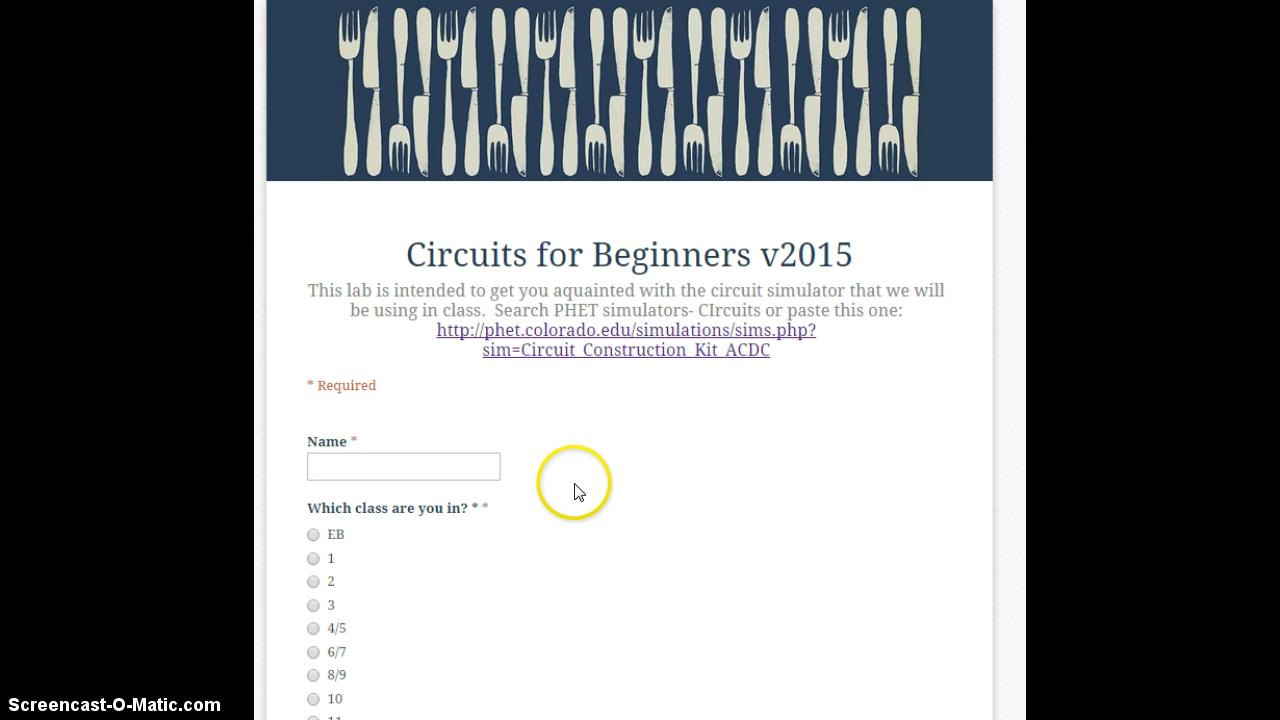 Circuits for Beginners v2015
This lab is intended to get you aquainted with the circuit simulator that we will
be using in class.  Search PHET simulators- CIrcuits or paste this one:
http://phet.colorado.edu/simulations/sims.php?
sim=Circuit_Construction_Kit_ACDC
* Required
Name *
Which class are you in? * *
EB
1
2
3
4/5
6/7
8/9
10
Screencast-O-Matic.com